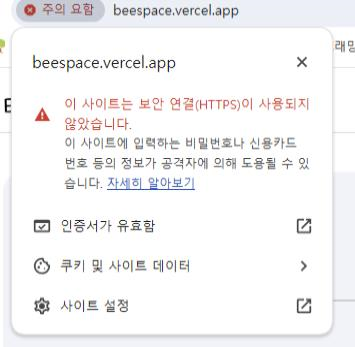 주의 요함 beespace.vercel.app
beespace.vercel.app
래밍
이 사이트는 보안 연결(HTTPS)이 사용되지
않았습니다.
이 사이트에 입력하는 비밀번호나 신용카드
번호 등의 정보가 공격자에 의해 도용될 수 있
습니다. 자세히 알아보기
인증서가 유효함
쿠키 및 사이트 데이터
사이트 설정